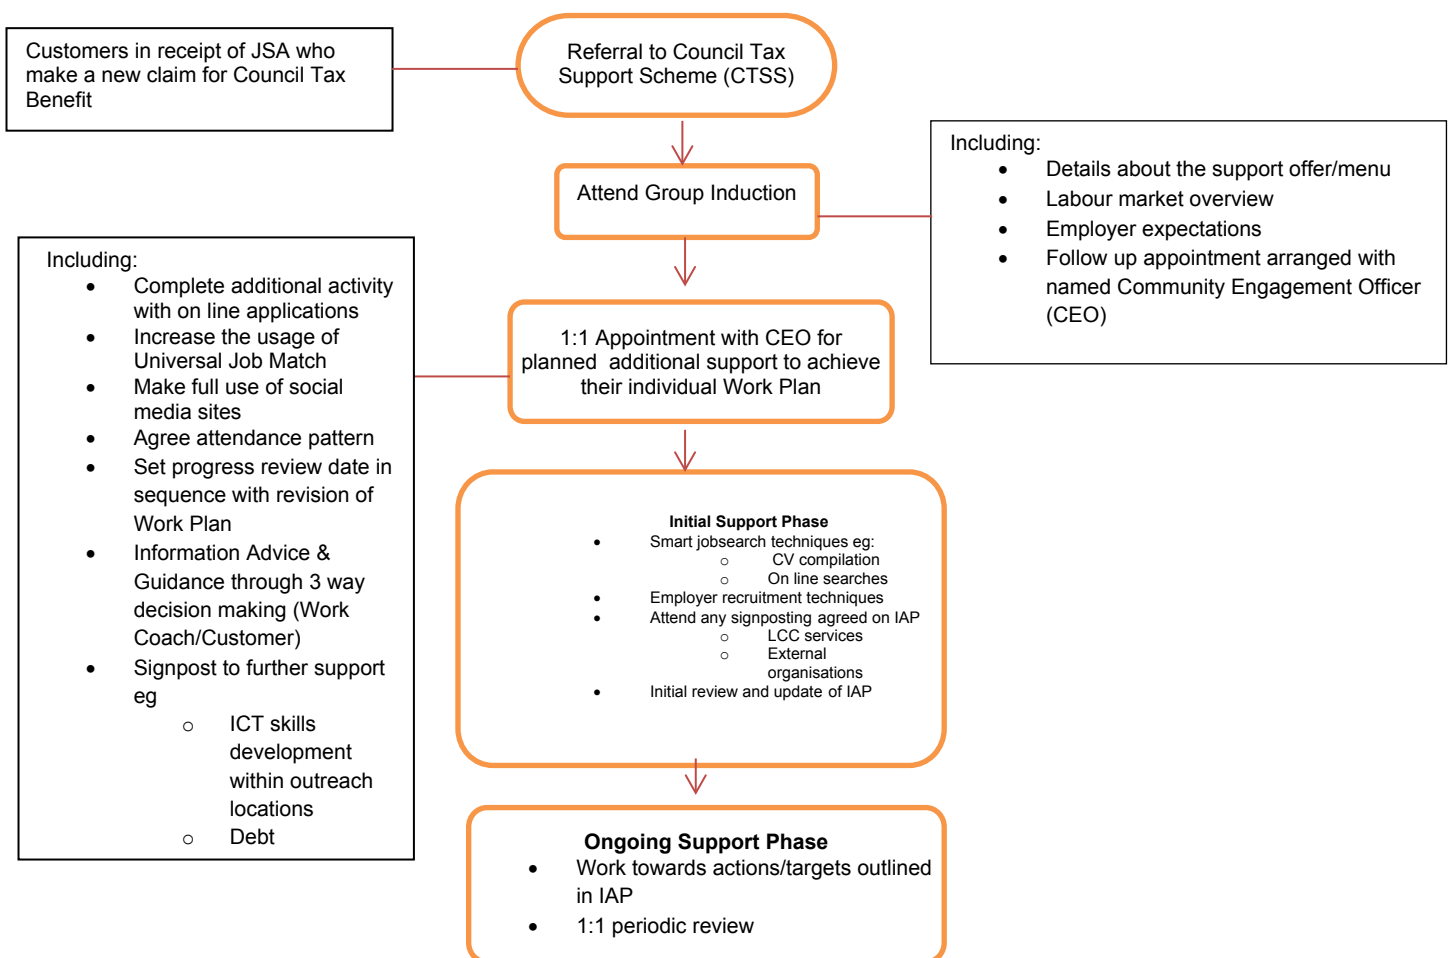 Customers in receipt of JSA who
make a new claim for Council Tax
Benefit
Referral to Council Tax
Support Scheme (CTSS)
Attend Group Induction
Including:
• Details about the support offer/menu
• Labour market overview
• Employer expectations
• Follow up appointment arranged with
named Community Engagement Officer
(CEO)
1:1 Appointment with CEO for
planned additional support to achieve
their individual Work Plan
Including:
• Complete additional activity
with on line applications
• Increase the usage of
Universal Job Match
• Make full use of social
media sites
• Agree attendance pattern
• Set progress review date in
sequence with revision of
Work Plan
• Information Advice &
Guidance through 3 way
decision making (Work
Coach/Customer)
• Signpost to further support
eg
o ICT skills
development
within outreach
locations
o Debt
Initial Support Phase
• Smart jobsearch techniques eg:
o CV compilation
o On line searches
• Employer recruitment techniques
• Attend any signposting agreed on IAP
o LCC services
o External
organisations
• Initial review and update of IAP
Ongoing Support Phase
• Work towards actions/targets outlined
in IAP
• 1:1 periodic review